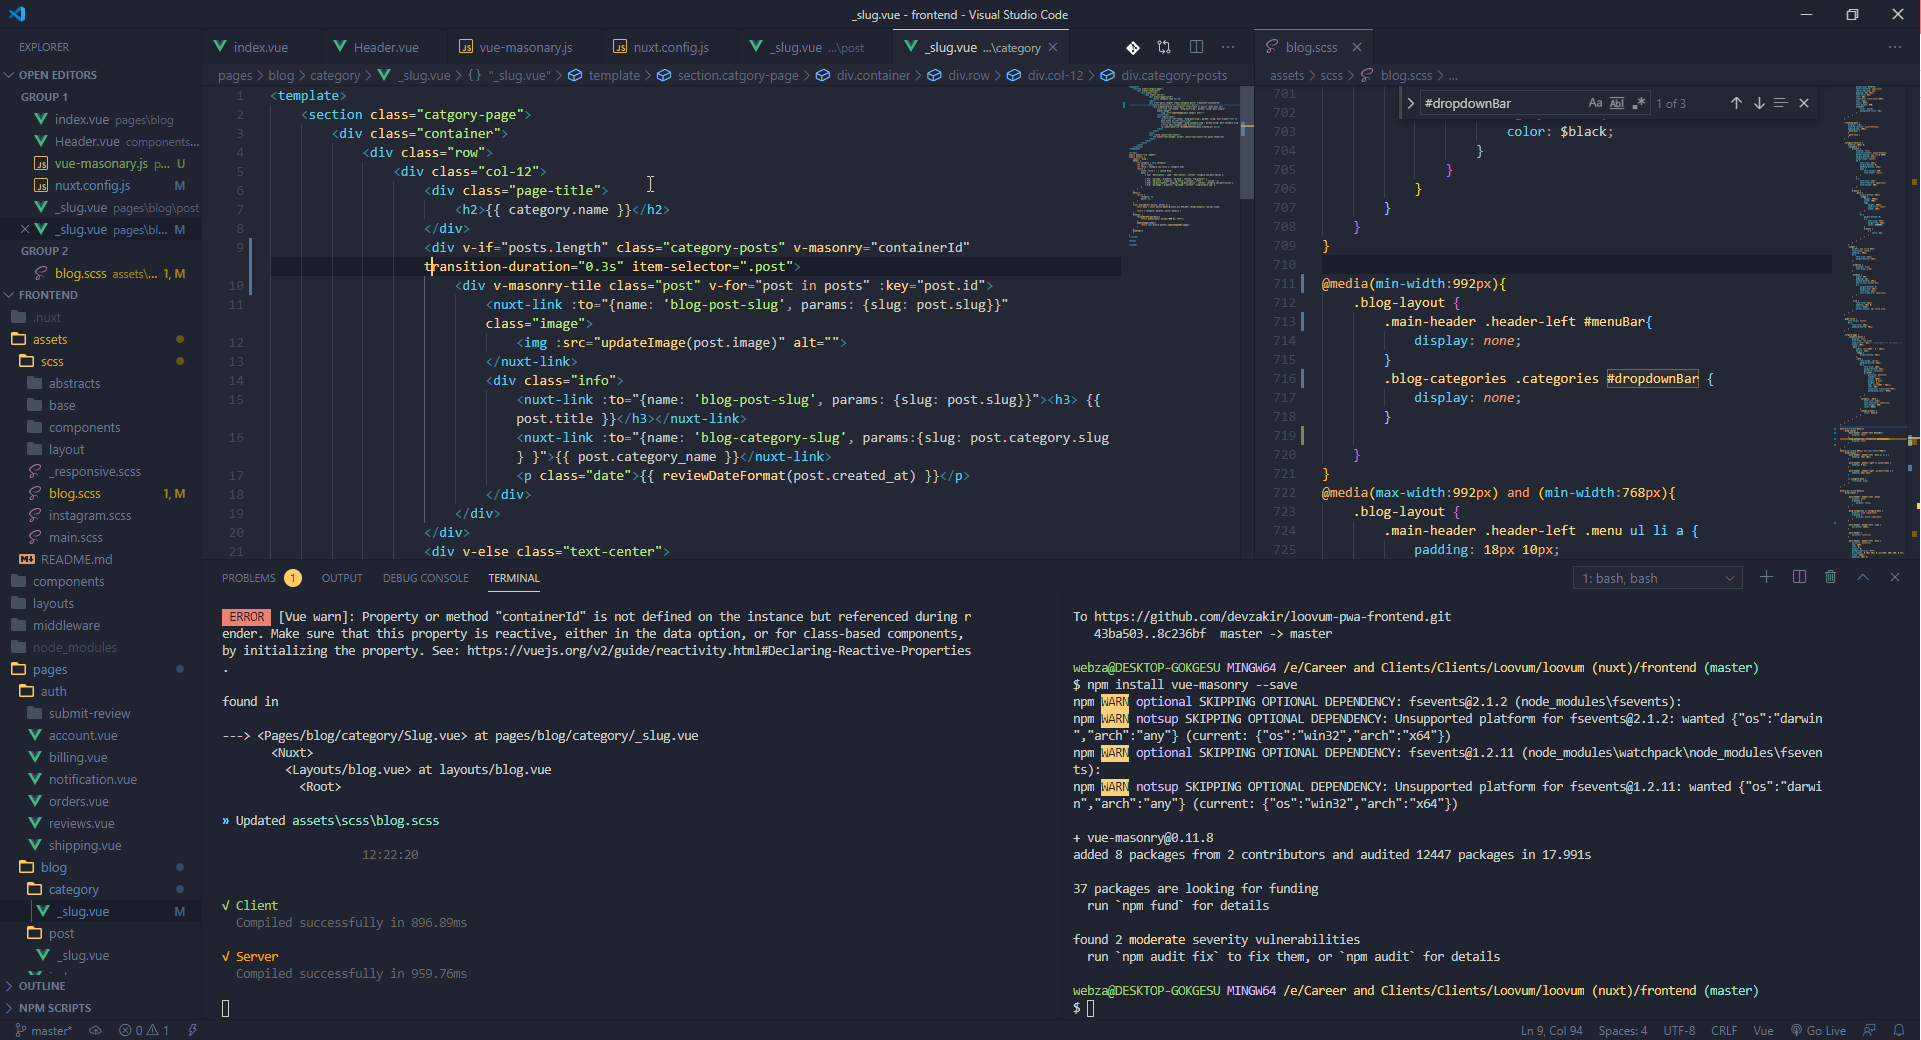 _slug.vue - frontend - Visual Studio Code
EXPLORER
OPEN EDITORS
GROUP 1
index.vue pages\blog
Header.vue components...
vue-masonary.js p... U
nuxt.config.js M
_slug.vue pages\blog\post
_slug.vue pages\bl... M
GROUP 2
blog.scss assets\... 1, M
FRONTEND
.nuxt
assets
scss
abstracts
base
components
layout
_responsive.scss
blog.scss 1, M
instagram.scss
main.scss
README.md
components
layouts
middleware
node_modules
pages
auth
submit-review
account.vue
billing.vue
notification.vue
orders.vue
reviews.vue
shipping.vue
blog
category
_slug.vue M
post
_slug.vue
OUTLINE
NPM SCRIPTS
index.vue Header.vue vue-masonary.js nuxt.config.js _slug.vue ...\post _slug.vue ...\category
pages > blog > category > _slug.vue > {} "_slug.vue" > template > section.catgory-page > div.container > div.row > div.col-12 > div.category-posts
1 <template>
2 <section class="catgory-page">
3 <div class="container">
4 <div class="row">
5 <div class="col-12">
6 <div class="page-title">
7 <h2>{{ category.name }}</h2>
8 </div>
9 <div v-if="posts.length" class="category-posts" v-masonry="containerId"
transition-duration="0.3s" item-selector=".post">
10 <div v-masonry-tile class="post" v-for="post in posts" :key="post.id">
11 <nuxt-link :to="{name: 'blog-post-slug', params: {slug: post.slug}}"
class="image">
12 <img :src="updateImage(post.image)" alt="">
13 </nuxt-link>
14 <div class="info">
15 <nuxt-link :to="{name: 'blog-post-slug', params: {slug: post.slug}}"><h3> {{
post.title }}</h3></nuxt-link>
16 <nuxt-link :to="{name: 'blog-category-slug', params:{slug: post.category.slug
} }">{{ post.category_name }}</nuxt-link>
17 <p class="date">{{ reviewDateFormat(post.created_at) }}</p>
18 </div>
19 </div>
20 </div>
21 <div v-else class="text-center">
blog.scss
assets > scss > blog.scss > ...
#dropdownBar Aa Abl .* 1 of 3
701
702
703 color: $black;
704 }
705 }
706 }
707 }
708 }
709 }
710
711 @media(min-width:992px){
712 .blog-layout {
713 .main-header .header-left #menuBar{
714 display: none;
715 }
716 .blog-categories .categories #dropdownBar {
717 display: none;
718 }
719
720 }
721 }
722 @media(max-width:992px) and (min-width:768px){
723 .blog-layout {
724 .main-header .header-left .menu ul li a {
725 padding: 18px 10px;
PROBLEMS 1 OUTPUT DEBUG CONSOLE TERMINAL
1: bash, bash
ERROR [Vue warn]: Property or method "containerId" is not defined on the instance but referenced during r
ender. Make sure that this property is reactive, either in the data option, or for class-based components,
by initializing the property. See: https://vuejs.org/v2/guide/reactivity.html#Declaring-Reactive-Properties
.
found in
---> <Pages/blog/category/Slug.vue> at pages/blog/category/_slug.vue
<Nuxt>
<Layouts/blog.vue> at layouts/blog.vue
<Root>
» Updated assets\scss\blog.scss
12:22:20
√ Client
Compiled successfully in 896.89ms
√ Server
Compiled successfully in 959.76ms
To https://github.com/devzakir/loovum-pwa-frontend.git
43ba503..8c236bf master -> master
webza@DESKTOP-GOKGESU MINGW64 /e/Career and Clients/Clients/Loovum/loovum (nuxt)/frontend (master)
$ npm install vue-masonry --save
npm WARN optional SKIPPING OPTIONAL DEPENDENCY: fsevents@2.1.2 (node_modules\fsevents):
npm WARN notsup SKIPPING OPTIONAL DEPENDENCY: Unsupported platform for fsevents@2.1.2: wanted {"os":"darwin
","arch":"any"} (current: {"os":"win32","arch":"x64"})
npm WARN optional SKIPPING OPTIONAL DEPENDENCY: fsevents@1.2.11 (node_modules\watchpack\node_modules\fseven
ts):
npm WARN notsup SKIPPING OPTIONAL DEPENDENCY: Unsupported platform for fsevents@1.2.11: wanted {"os":"darwi
n","arch":"any"} (current: {"os":"win32","arch":"x64"})
+ vue-masonry@0.11.8
added 8 packages from 2 contributors and audited 12447 packages in 17.991s
37 packages are looking for funding
run `npm fund` for details
found 2 moderate severity vulnerabilities
run `npm audit fix` to fix them, or `npm audit` for details
webza@DESKTOP-GOKGESU MINGW64 /e/Career and Clients/Clients/Loovum/loovum (nuxt)/frontend (master)
$
master* 0 1 Ln 9, Col 94 Spaces: 4 UTF-8 CRLF Vue Go Live